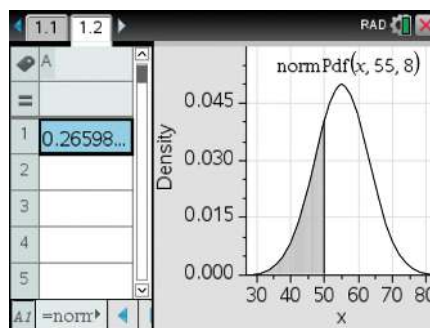 1.1 1.2 RAD
A
=
1 0.26598...
2
3
4
5
A1 =norm
normPdf(x, 55, 8)
Density
0.045
0.030
0.015
0.000
30 40 50 60 70 80
x